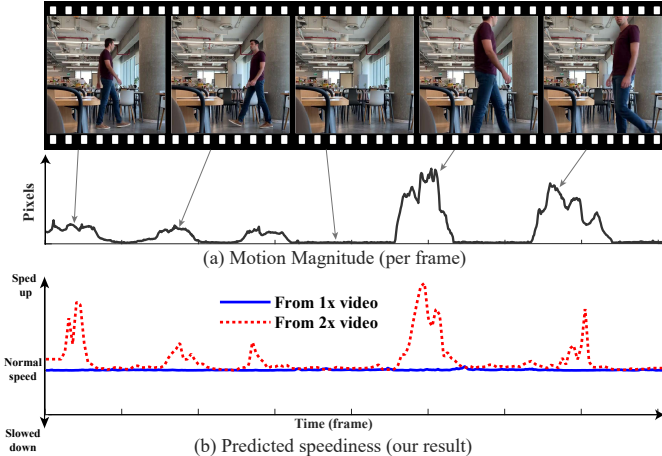 Pixels
(a) Motion Magnitude (per frame)
Sped
up
From 1x video
From 2x video
Normal
speed
Time (frame)
Slowed
down
(b) Predicted speediness (our result)